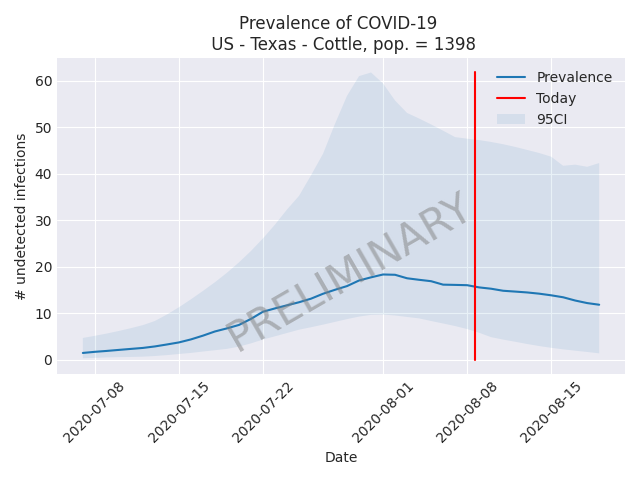 Prevalence of COVID-19
US - Texas - Cottle, pop. = 1398
# undetected infections
60
50
40
30
20
10
0
Prevalence
Today
95CI
PRELIMINARY
2020-07-08
2020-07-15
2020-07-22
2020-08-01
2020-08-08
2020-08-15
Date